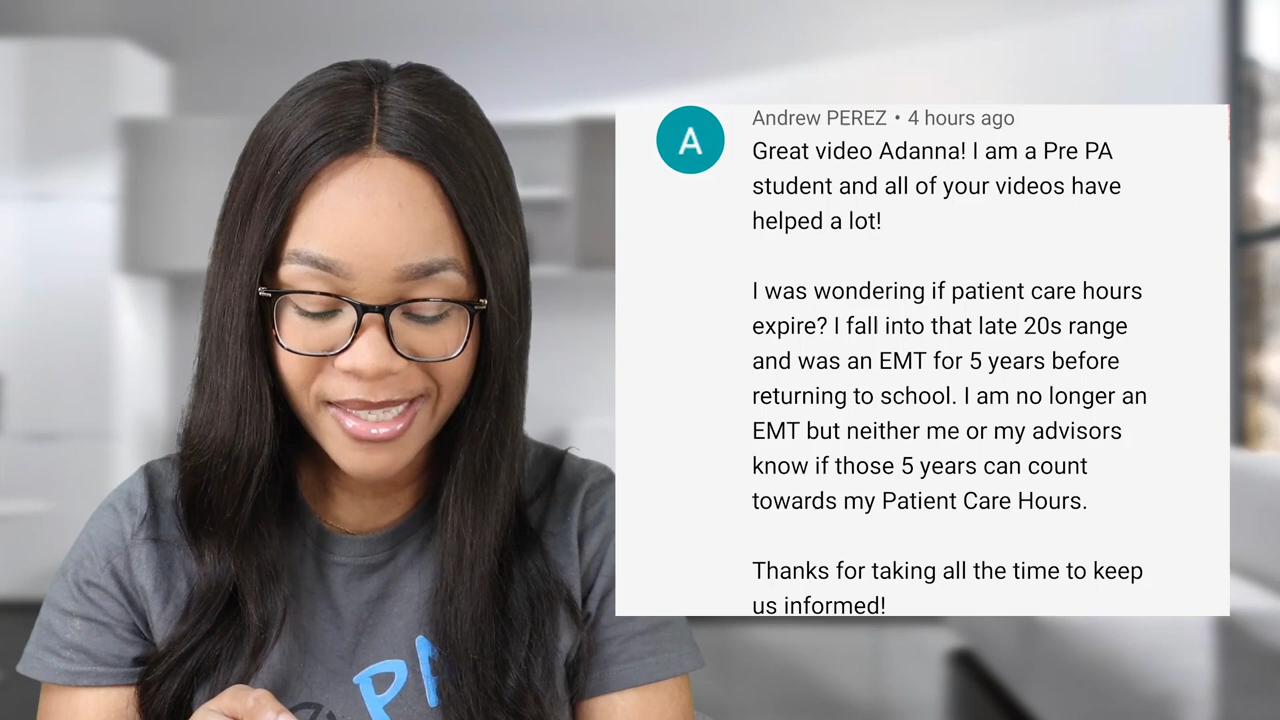 A
Andrew PEREZ • 4 hours ago
Great video Adanna! I am a Pre PA
student and all of your videos have
helped a lot!
I was wondering if patient care hours
expire? I fall into that late 20s range
and was an EMT for 5 years before
returning to school. I am no longer an
EMT but neither me or my advisors
know if those 5 years can count
towards my Patient Care Hours.
Thanks for taking all the time to keep
us informed!